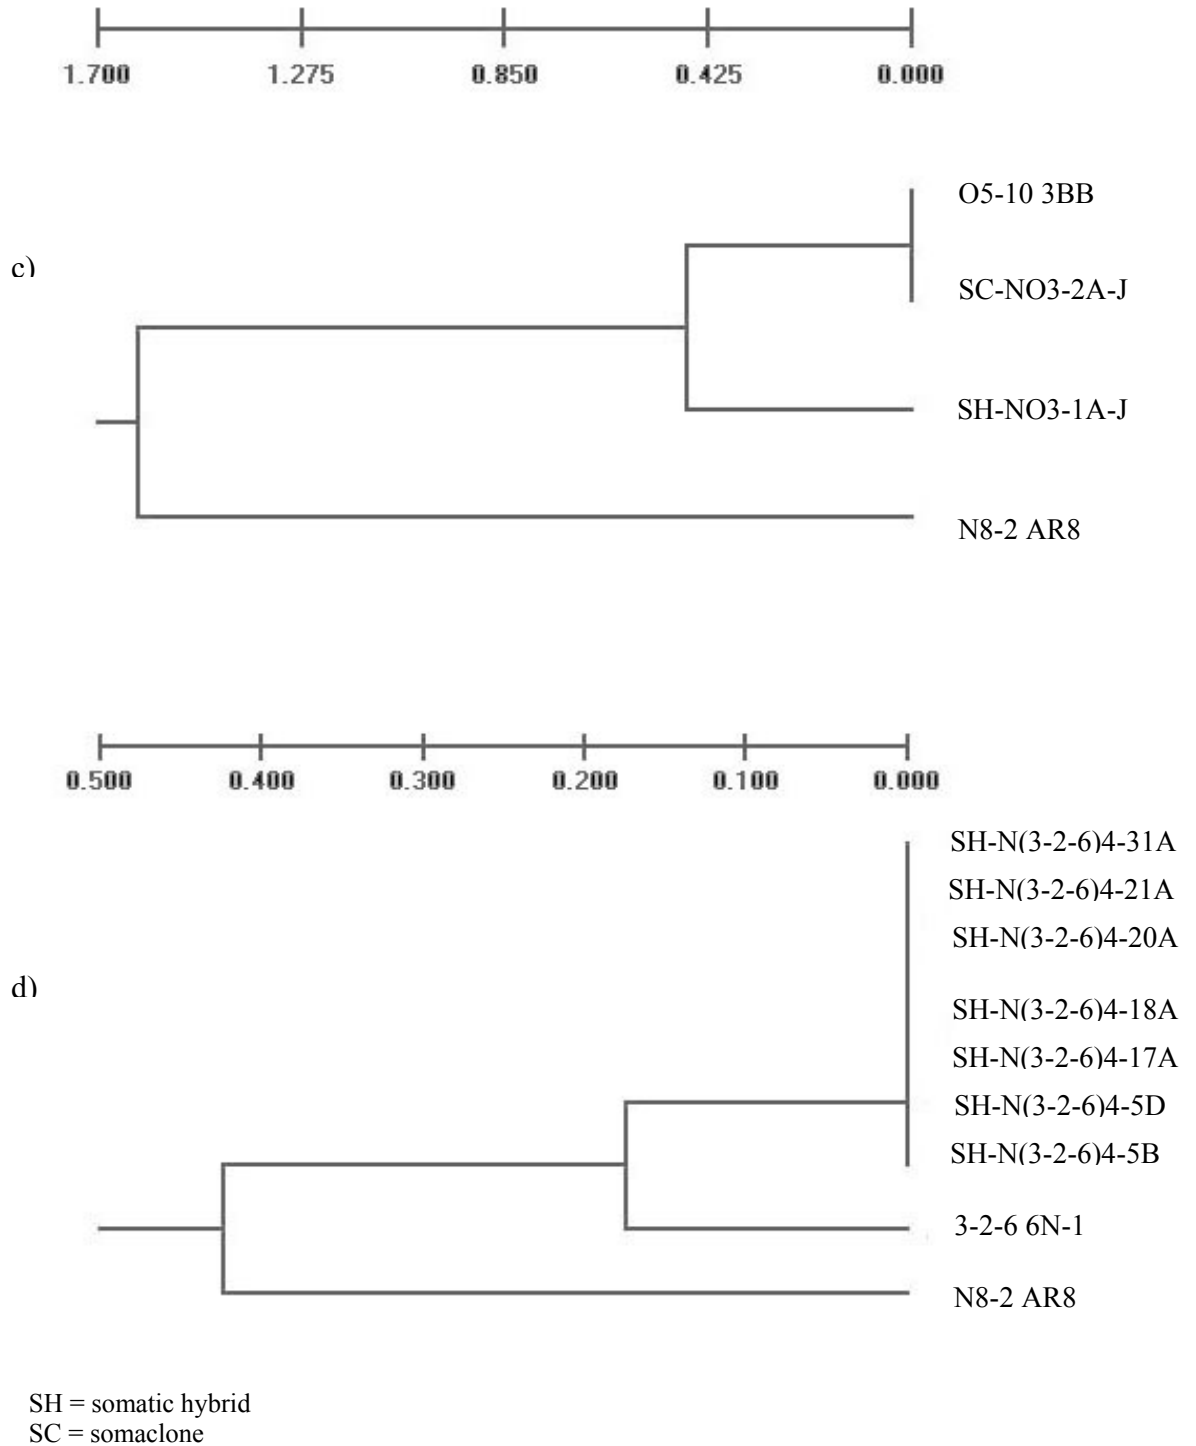 1.700 1.275 0.850 0.425 0.000
O5-10 3BB
c)
SC-NO3-2A-J
SH-NO3-1A-J
N8-2 AR8
0.500 0.400 0.300 0.200 0.100 0.000
SH-N(3-2-6)4-31A
SH-N(3-2-6)4-21A
SH-N(3-2-6)4-20A
d)
SH-N(3-2-6)4-18A
SH-N(3-2-6)4-17A
SH-N(3-2-6)4-5D
SH-N(3-2-6)4-5B
3-2-6 6N-1
N8-2 AR8
SH = somatic hybrid
SC = somaclone